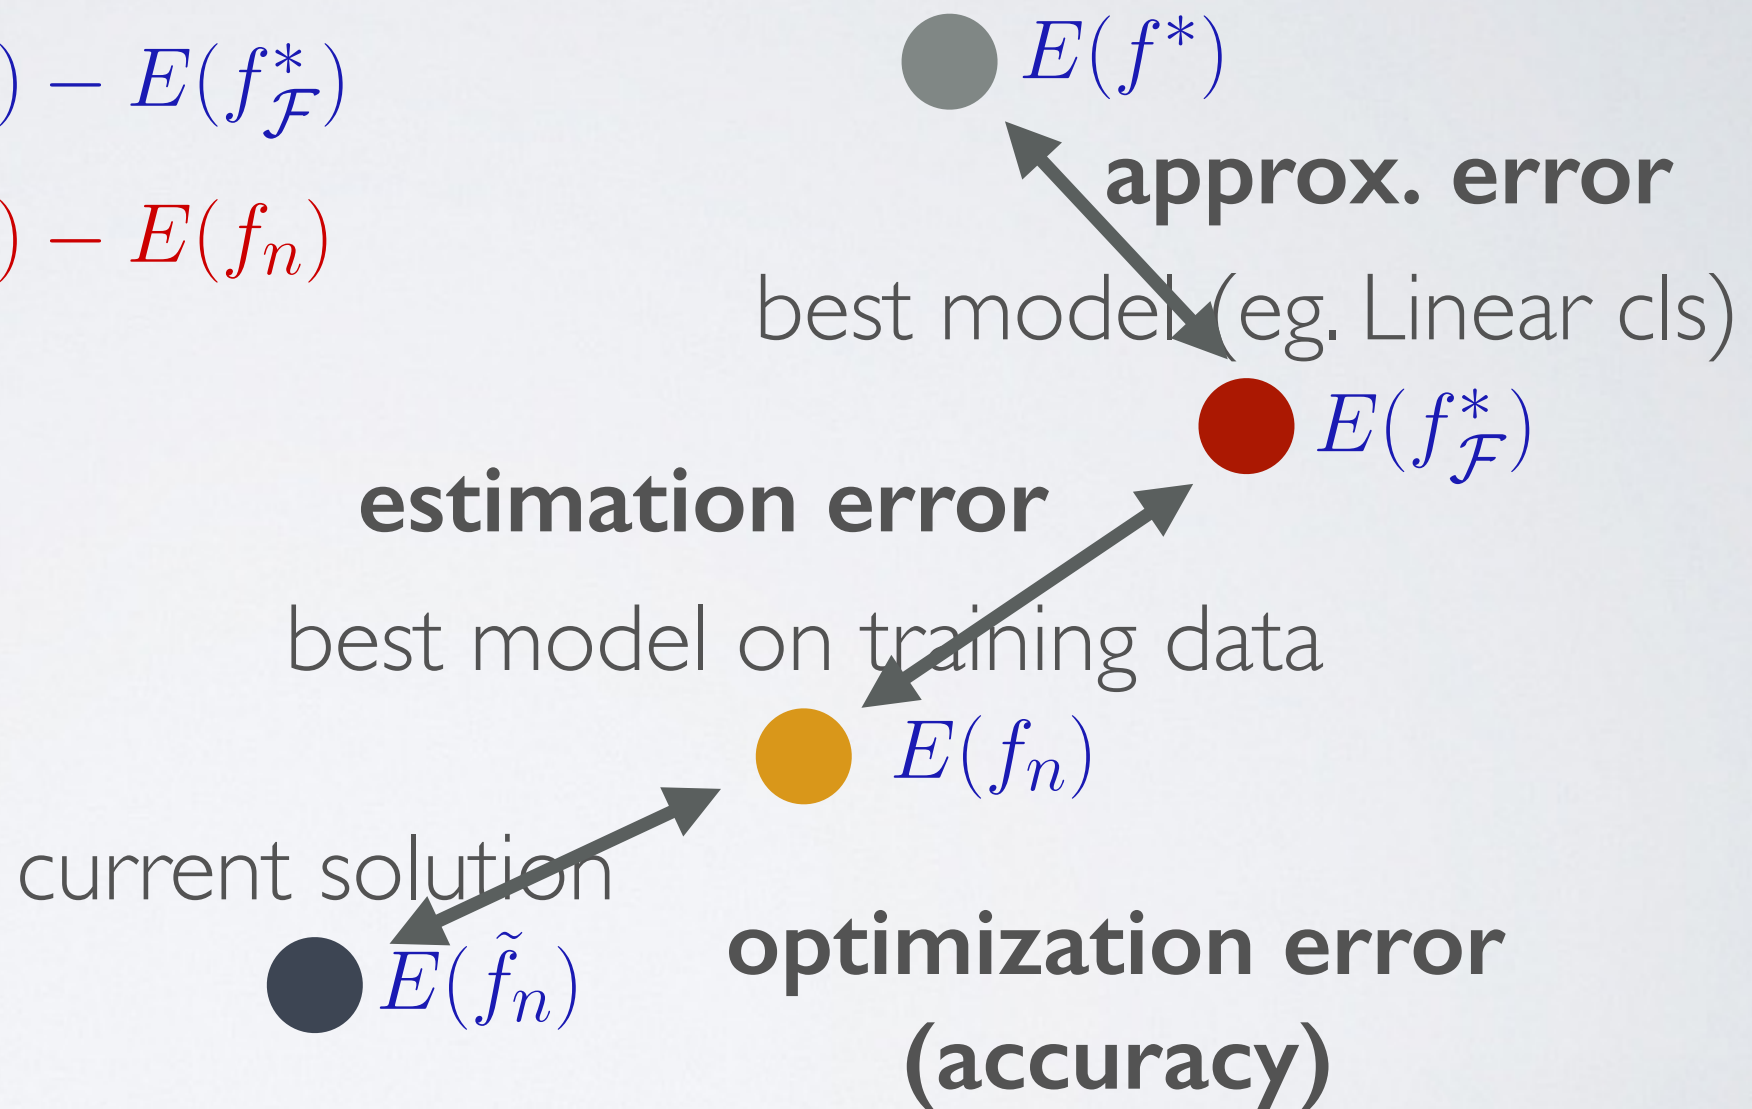 ) − E(f*_𝓕)
) − E(f_n)
E(f*)
approx. error
best model (eg. Linear cls)
E(f*_𝓕)
estimation error
best model on training data
E(f_n)
current solution
E(f̃_n)
optimization error
(accuracy)